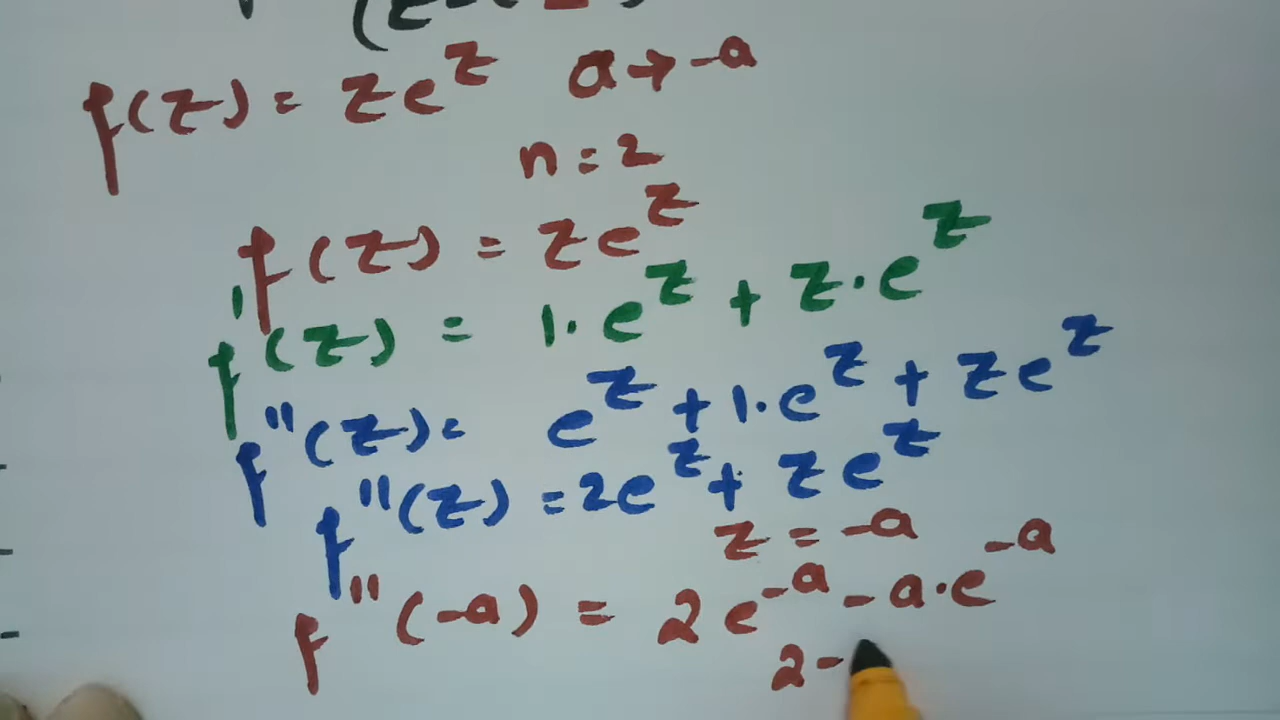 f(z) = ze^z a → -a
n = 2
f(z) = ze^z
f'(z) = 1·e^z + z·e^z
f''(z) = e^z + 1·e^z + ze^z
f''(z) = 2e^z + ze^z
z = -a
f''(-a) = 2e^-a - a·e^-a
2 -